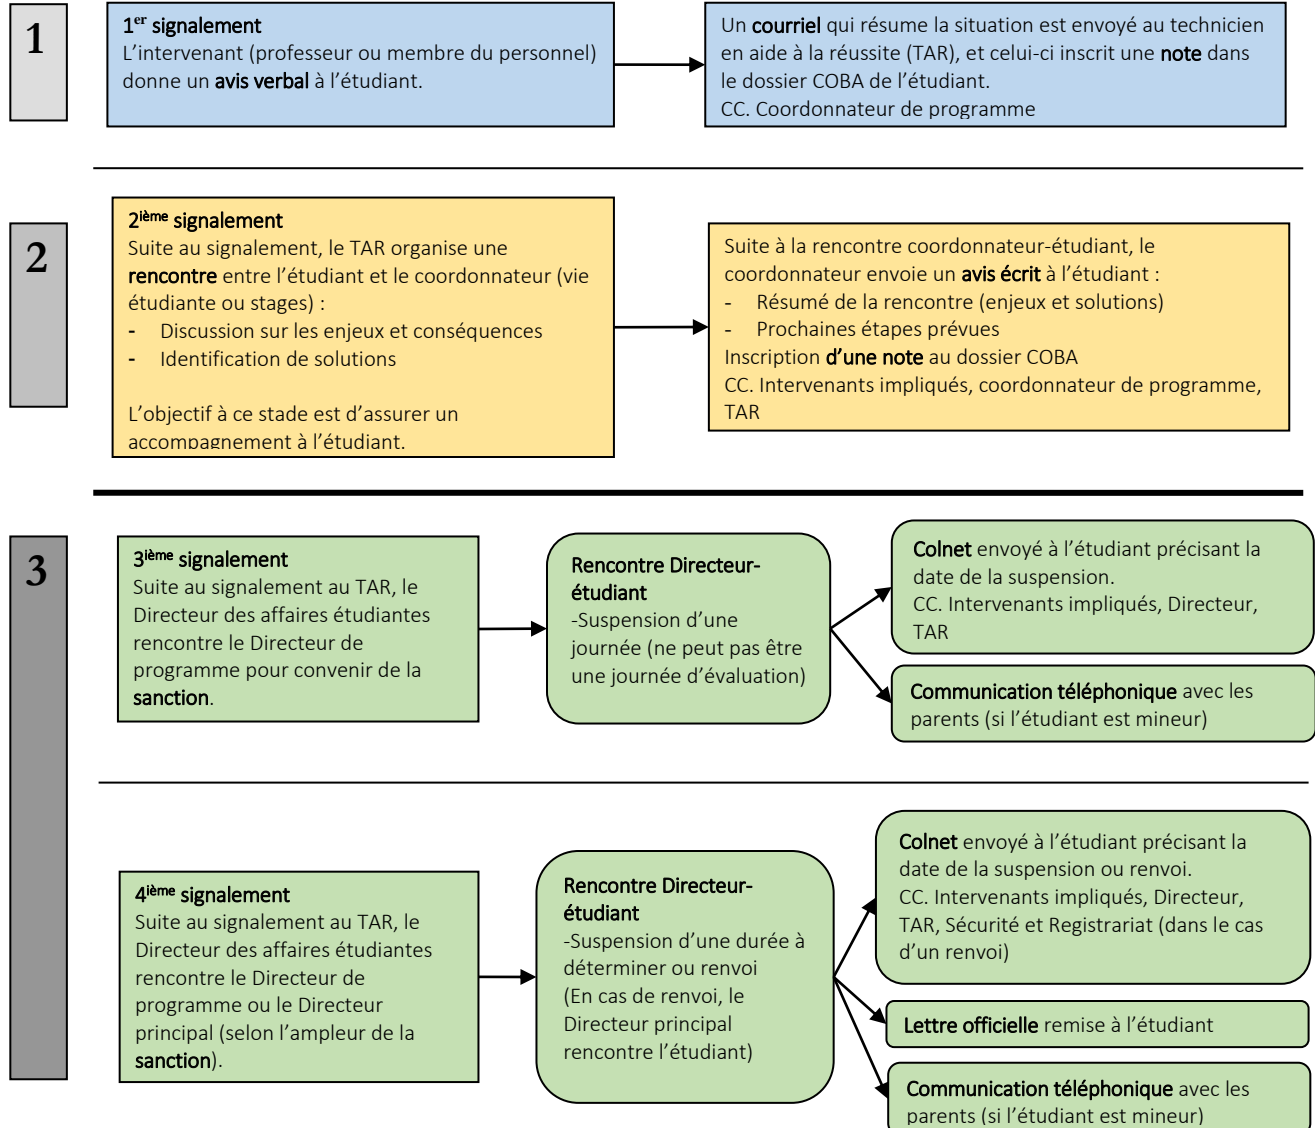 1
1er signalement
L’intervenant (professeur ou membre du personnel)
donne un avis verbal à l’étudiant.
Un courriel qui résume la situation est envoyé au technicien
en aide à la réussite (TAR), et celui-ci inscrit une note dans
le dossier COBA de l’étudiant.
CC. Coordonnateur de programme
2
2ième signalement
Suite au signalement, le TAR organise une
rencontre entre l’étudiant et le coordonnateur (vie
étudiante ou stages) :
- Discussion sur les enjeux et conséquences
- Identification de solutions
L’objectif à ce stade est d’assurer un
accompagnement à l’étudiant.
Suite à la rencontre coordonnateur-étudiant, le
coordonnateur envoie un avis écrit à l’étudiant :
- Résumé de la rencontre (enjeux et solutions)
- Prochaines étapes prévues
Inscription d’une note au dossier COBA
CC. Intervenants impliqués, coordonnateur de programme,
TAR
3
3ième signalement
Suite au signalement au TAR, le
Directeur des affaires étudiantes
rencontre le Directeur de
programme pour convenir de la
sanction.
Rencontre Directeur-
étudiant
-Suspension d’une
journée (ne peut pas être
une journée d’évaluation)
Colnet envoyé à l’étudiant précisant la
date de la suspension.
CC. Intervenants impliqués, Directeur,
TAR
Communication téléphonique avec les
parents (si l’étudiant est mineur)
4ième signalement
Suite au signalement au TAR, le
Directeur des affaires étudiantes
rencontre le Directeur de
programme ou le Directeur
principal (selon l’ampleur de la
sanction).
Rencontre Directeur-
étudiant
-Suspension d’une durée à
déterminer ou renvoi
(En cas de renvoi, le
Directeur principal
rencontre l’étudiant)
Colnet envoyé à l’étudiant précisant la
date de la suspension ou renvoi.
CC. Intervenants impliqués, Directeur,
TAR, Sécurité et Registrariat (dans le cas
d’un renvoi)
Lettre officielle remise à l’étudiant
Communication téléphonique avec les
parents (si l’étudiant est mineur)